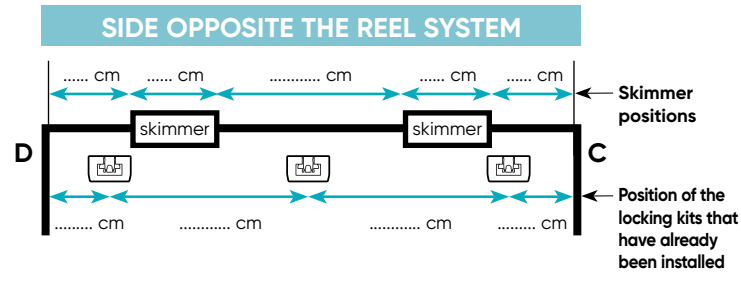 SIDE OPPOSITE THE REEL SYSTEM
...... cm ...... cm ............ cm ...... cm ...... cm
Skimmer
positions
skimmer skimmer
D C
Position of the
locking kits that
have already
been installed
......... cm ............ cm ............ cm ......... cm